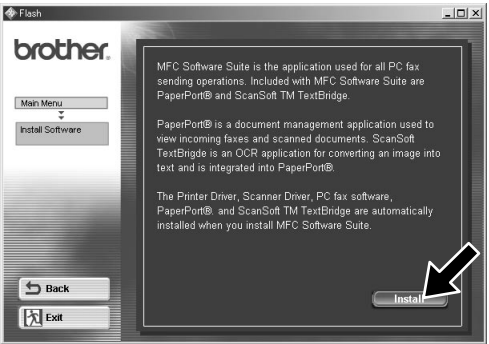 Flash
brother.
Main Menu
Install Software
MFC Software Suite is the application used for all PC fax
sending operations. Included with MFC Software Suite are
PaperPort® and ScanSoft TM TextBridge.
PaperPort® is a document management application used to
view incoming faxes and scanned documents. ScanSoft
TextBrigde is an OCR application for converting an image into
text and is integrated into PaperPort®.
The Printer Driver, Scanner Driver, PC fax software,
PaperPort®. and ScanSoft TM TextBridge are automatically
installed when you install MFC Software Suite.
Back
Exit
Install